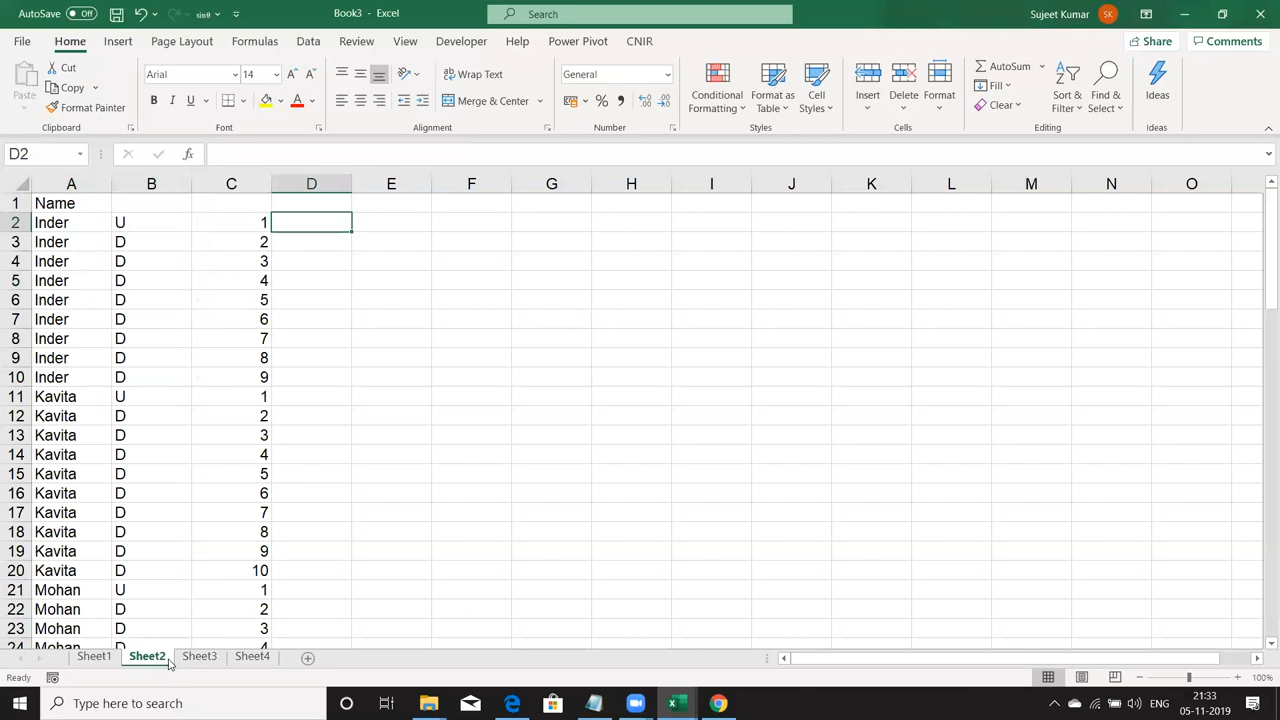 AutoSave Off sinθ Book3 - Excel Search Sujeet Kumar SK
File Home Insert Page Layout Formulas Data Review View Developer Help Power Pivot CNIR Share Comments
Paste Cut Copy Format Painter
Arial 14 B I U
Wrap Text Merge & Center
General
Conditional Formatting Format as Table Cell Styles
Insert Delete Format
AutoSum Fill Clear Sort & Filter Find & Select
Ideas
Clipboard Font Alignment Number Styles Cells Editing Ideas
D2 fx
A B C D E F G H I J K L M N O
1 Name
2 Inder U 1
3 Inder D 2
4 Inder D 3
5 Inder D 4
6 Inder D 5
7 Inder D 6
8 Inder D 7
9 Inder D 8
10 Inder D 9
11 Kavita U 1
12 Kavita D 2
13 Kavita D 3
14 Kavita D 4
15 Kavita D 5
16 Kavita D 6
17 Kavita D 7
18 Kavita D 8
19 Kavita D 9
20 Kavita D 10
21 Mohan U 1
22 Mohan D 2
23 Mohan D 3
24 Mohan D 4
Sheet1 Sheet2 Sheet3 Sheet4
Ready 100%
Type here to search 21:33
05-11-2019